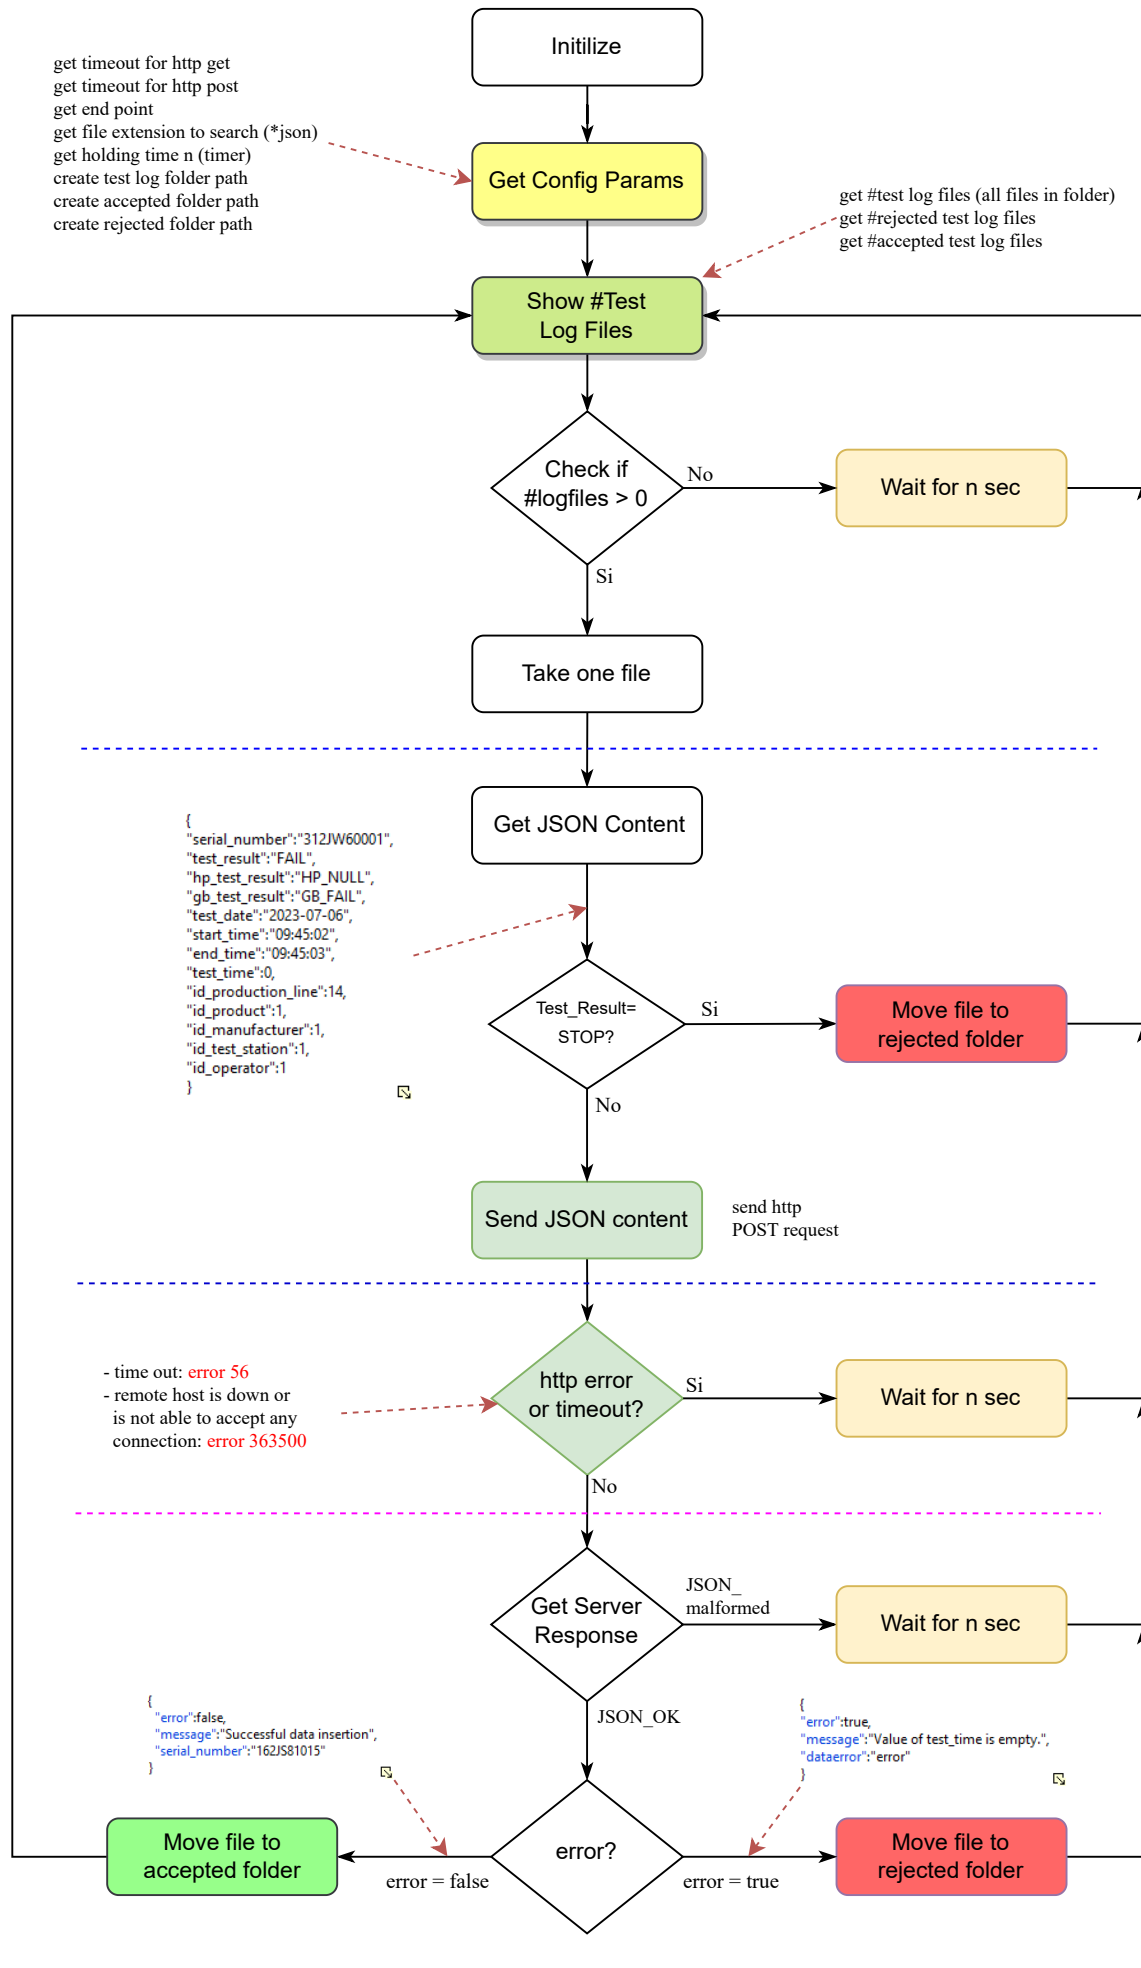 Initilize
get timeout for http get
get timeout for http post
get end point
get file extension to search (*json)
get holding time n (timer)
create test log folder path
create accepted folder path
create rejected folder path
Get Config Params
get #test log files (all files in folder)
get #rejected test log files
get #accepted test log files
Show #Test
Log Files
Check if
#logfiles > 0
No
Wait for n sec
Si
Take one file
Get JSON Content
{
"serial_number":"312JW60001",
"test_result":"FAIL",
"hp_test_result":"HP_NULL",
"gb_test_result":"GB_FAIL",
"test_date":"2023-07-06",
"start_time":"09:45:02",
"end_time":"09:45:03",
"test_time":0,
"id_production_line":14,
"id_product":1,
"id_manufacturer":1,
"id_test_station":1,
"id_operator":1
}
Test_Result=
STOP?
Si
Move file to
rejected folder
No
Send JSON content
send http
POST request
- time out: error 56
- remote host is down or
is not able to accept any
connection: error 363500
http error
or timeout?
Si
Wait for n sec
No
Get Server
Response
JSON_
malformed
Wait for n sec
JSON_OK
{
"error":false,
"message":"Successful data insertion",
"serial_number":"162JS81015"
}
{
"error":true,
"message":"Value of test_time is empty.",
"dataerror":"error"
}
Move file to
accepted folder
error = false
error?
error = true
Move file to
rejected folder